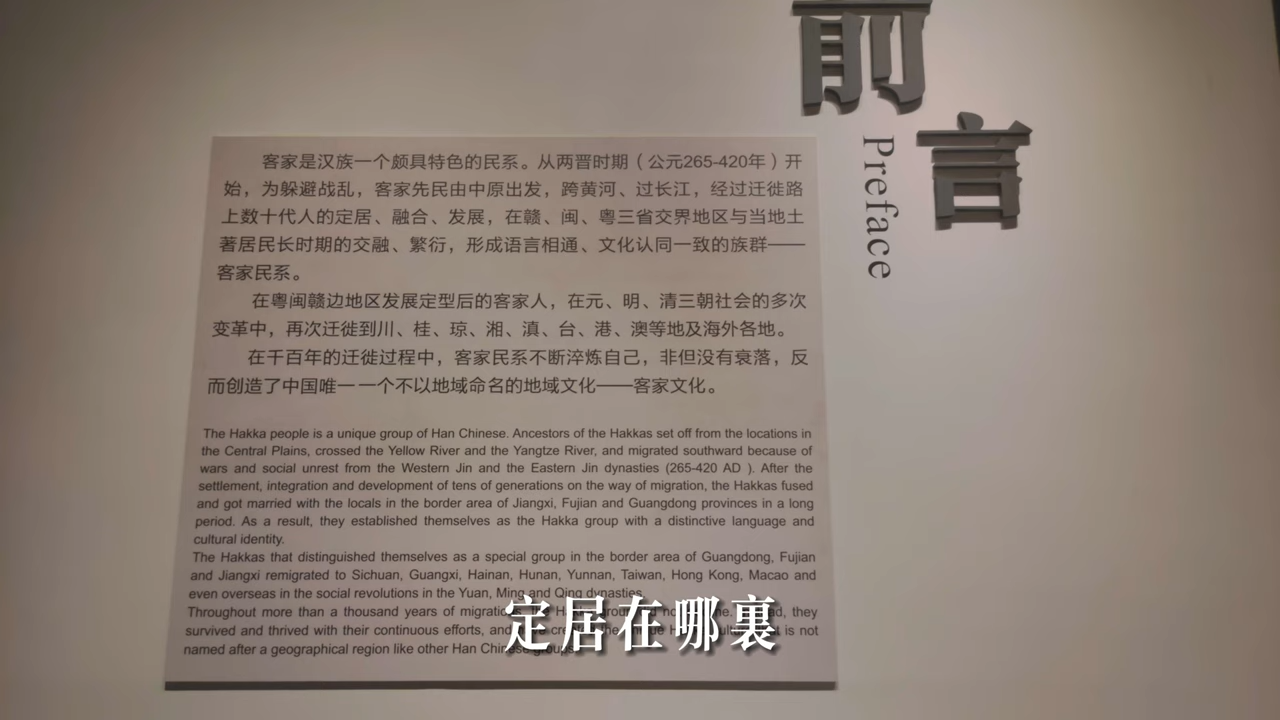 前言
Preface
客家是汉族一个颇具特色的民系。从两晋时期（公元265-420年）开
始，为躲避战乱，客家先民由中原出发，跨黄河、过长江，经过迁徙路
上数十代人的定居、融合、发展，在赣、闽、粤三省交界地区与当地土
著居民长时期的交融、繁衍，形成语言相通、文化认同一致的族群——
客家民系。
在粤闽赣边地区发展定型后的客家人，在元、明、清三朝社会的多次
变革中，再次迁徙到川、桂、琼、湘、滇、台、港、澳等地及海外各地。
在千百年的迁徙过程中，客家民系不断淬炼自己，非但没有衰落，反
而创造了中国唯一一个不以地域命名的地域文化——客家文化。
The Hakka people is a unique group of Han Chinese. Ancestors of the Hakkas set off from the locations in
the Central Plains, crossed the Yellow River and the Yangtze River, and migrated southward because of
wars and social unrest from the Western Jin and the Eastern Jin dynasties (265-420 AD ). After the
settlement, integration and development of tens of generations on the way of migration, the Hakkas fused
and got married with the locals in the border area of Jiangxi, Fujian and Guangdong provinces in a long
period. As a result, they established themselves as the Hakka group with a distinctive language and
cultural identity.
The Hakkas that distinguished themselves as a special group in the border area of Guangdong, Fujian
and Jiangxi remigrated to Sichuan, Guangxi, Hainan, Hunan, Yunnan, Taiwan, Hong Kong, Macao and
even overseas in the social revolutions in the Yuan, Ming and Qing dynasties.
Throughout more than a thousand years of migration, they
survived and thrived with their continuous efforts, and is not
named after a geographical region like other Han Chinese groups.
定居在哪裏